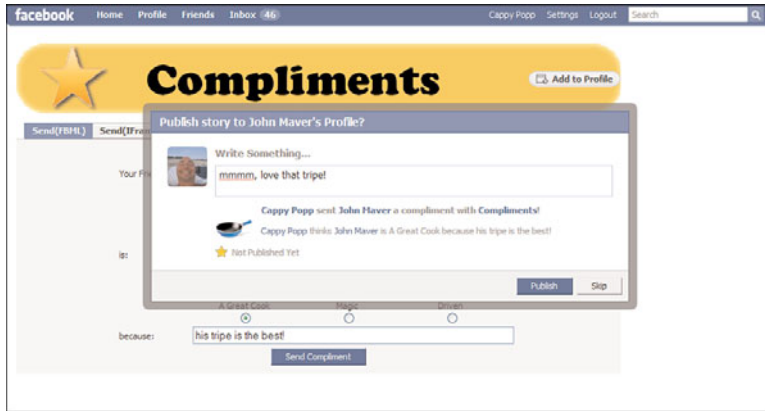 facebook Home Profile Friends Inbox 46 Cappy Popp Settings Logout Search
Compliments
Add to Profile
Send(FBML) Send(IFram
Publish story to John Maver's Profile?
Write Something...
Your Fri
mmmm, love that tripe!
Cappy Popp sent John Maver a compliment with Compliments!
Cappy Popp thinks John Maver is A Great Cook because his tripe is the best!
is:
Not Published Yet
Publish Skip
A Great Cook Magic Driven
because: his tripe is the best!
Send Compliment